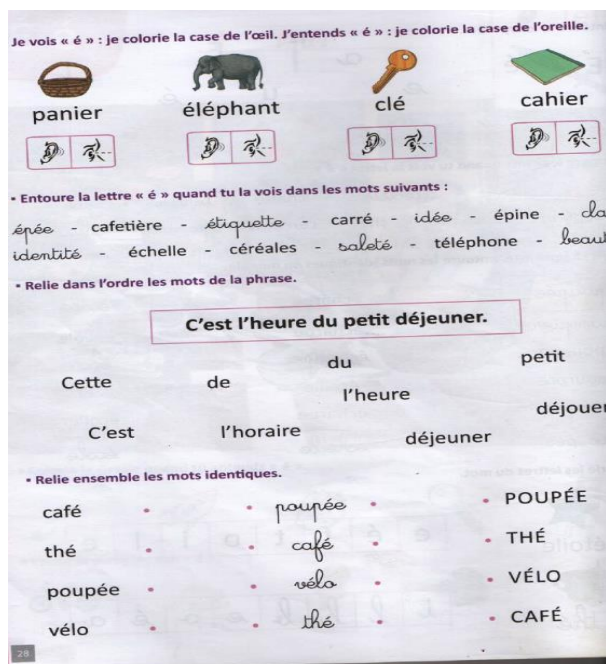 Je vois « é » : je colorie la case de l'œil. J'entends « é » : je colorie la case de l'oreille.
panier éléphant clé cahier
• Entoure la lettre « é » quand tu la vois dans les mots suivants :
épée - cafetière - étiquette - carré - idée - épine - cla
identité - échelle - céréales - saleté - téléphone - beaut
• Relie dans l'ordre les mots de la phrase.
C'est l'heure du petit déjeuner.
du petit
Cette de l'heure
déjouer
C'est l'horaire déjeuner
• Relie ensemble les mots identiques.
café • • poupée • • POUPÉE
thé • • café • • THÉ
poupée • • vélo • • VÉLO
vélo • • thé • • CAFÉ
28